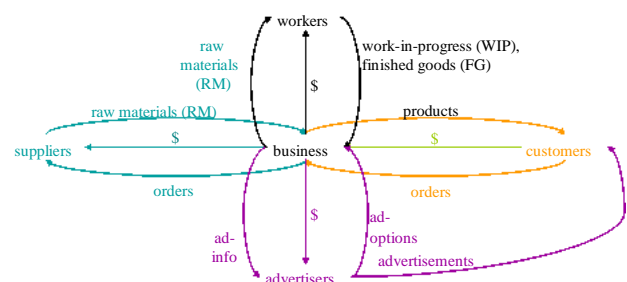 workers
raw
materials
(RM)
work-in-progress (WIP),
finished goods (FG)
$
raw materials (RM)
products
$
$
suppliers
business
customers
orders
orders
$
ad-
info
ad-
options
advertisements
advertisers